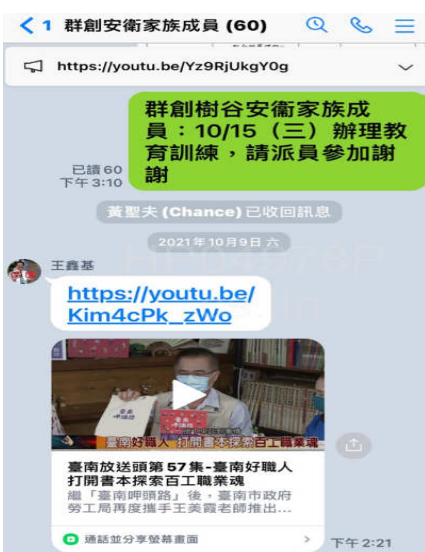 1 群創安衞家族成員 (60)
https://youtu.be/Yz9RjUkgY0g
群創樹谷安衞家族成
員：10/15（三）辦理教
育訓練，請派員參加謝
謝
已讀 60
下午 3:10
黃聖夫 (Chance) 已收回訊息
2021年10月9日 六
王鑫基
https://youtu.be/
Kim4cPk_zWo
臺南好職人 打開書本探索百工職業魂
臺南放送頭第 57 集-臺南好職人
打開書本探索百工職業魂
繼「臺南呷頭路」後，臺南市政府
勞工局再度攜手王美霞老師推出...
通話並分享螢幕畫面
下午 2:21